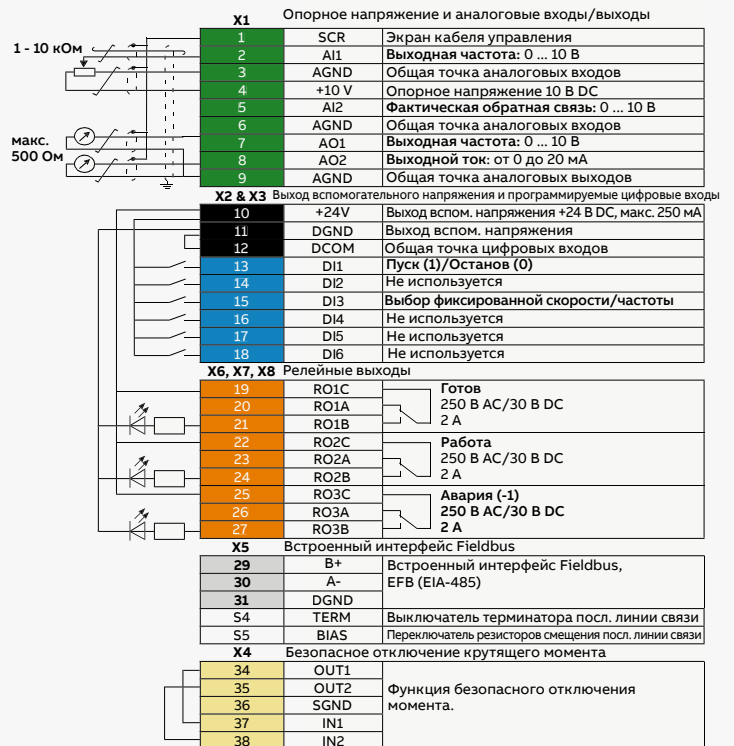 X1 Опорное напряжение и аналоговые входы/выходы
1 - 10 кОм
макс.
500 Ом
1 SCR Экран кабеля управления
2 AI1 Выходная частота: 0 ... 10 В
3 AGND Общая точка аналоговых входов
4 +10 V Опорное напряжение 10 В DC
5 AI2 Фактическая обратная связь: 0 ... 10 В
6 AGND Общая точка аналоговых входов
7 AO1 Выходная частота: 0 ... 10 В
8 AO2 Выходной ток: от 0 до 20 мА
9 AGND Общая точка аналоговых выходов
X2 & X3 Выход вспомогательного напряжения и программируемые цифровые входы
10 +24V Выход вспом. напряжения +24 В DC, макс. 250 мА
11 DGND Выход вспом. напряжения
12 DCOM Общая точка цифровых входов
13 DI1 Пуск (1)/Останов (0)
14 DI2 Не используется
15 DI3 Выбор фиксированной скорости/частоты
16 DI4 Не используется
17 DI5 Не используется
18 DI6 Не используется
X6, X7, X8 Релейные выходы
19 RO1C Готов
20 RO1A 250 В AC/30 В DC
21 RO1B 2 A
22 RO2C Работа
23 RO2A 250 В AC/30 В DC
24 RO2B 2 A
25 RO3C Авария (-1)
26 RO3A 250 В AC/30 В DC
27 RO3B 2 A
X5 Встроенный интерфейс Fieldbus
29 B+ Встроенный интерфейс Fieldbus,
30 A- EFB (EIA-485)
31 DGND
S4 TERM Выключатель терминатора посл. линии связи
S5 BIAS Переключатель резисторов смещения посл. линии связи
X4 Безопасное отключение крутящего момента
34 OUT1
35 OUT2 Функция безопасного отключения
36 SGND момента.
37 IN1
38 IN2